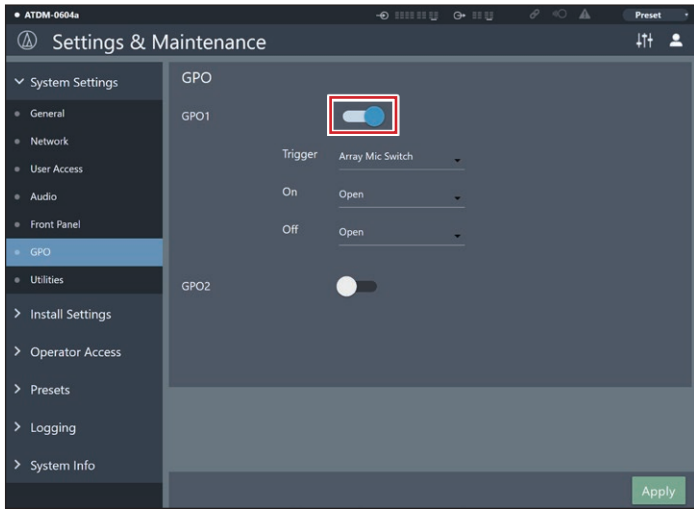 ATDM-0604a
Preset
Settings & Maintenance
System Settings
General
Network
User Access
Audio
Front Panel
GPO
Utilities
Install Settings
Operator Access
Presets
Logging
System Info
GPO
GPO1
Trigger Array Mic Switch
On Open
Off Open
GPO2
Apply